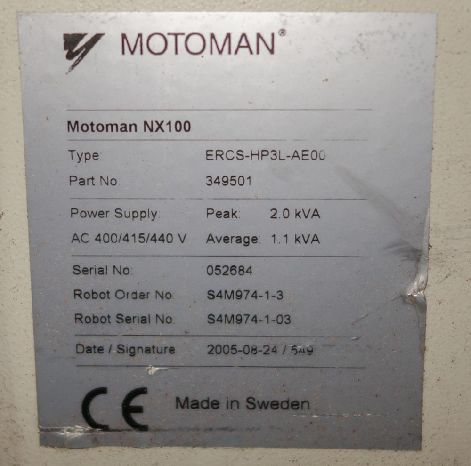 MOTOMAN®
Motoman NX100
Type ERCS-HP3L-AE00
Part No 349501
Power Supply: Peak: 2.0 kVA
AC 400/415/440 V Average: 1.1 kVA
Serial No: 052684
Robot Order No: S4M974-1-3
Robot Serial No: S4M974-1-03
Date / Signature 2005-08-24 / 549
CE Made in Sweden